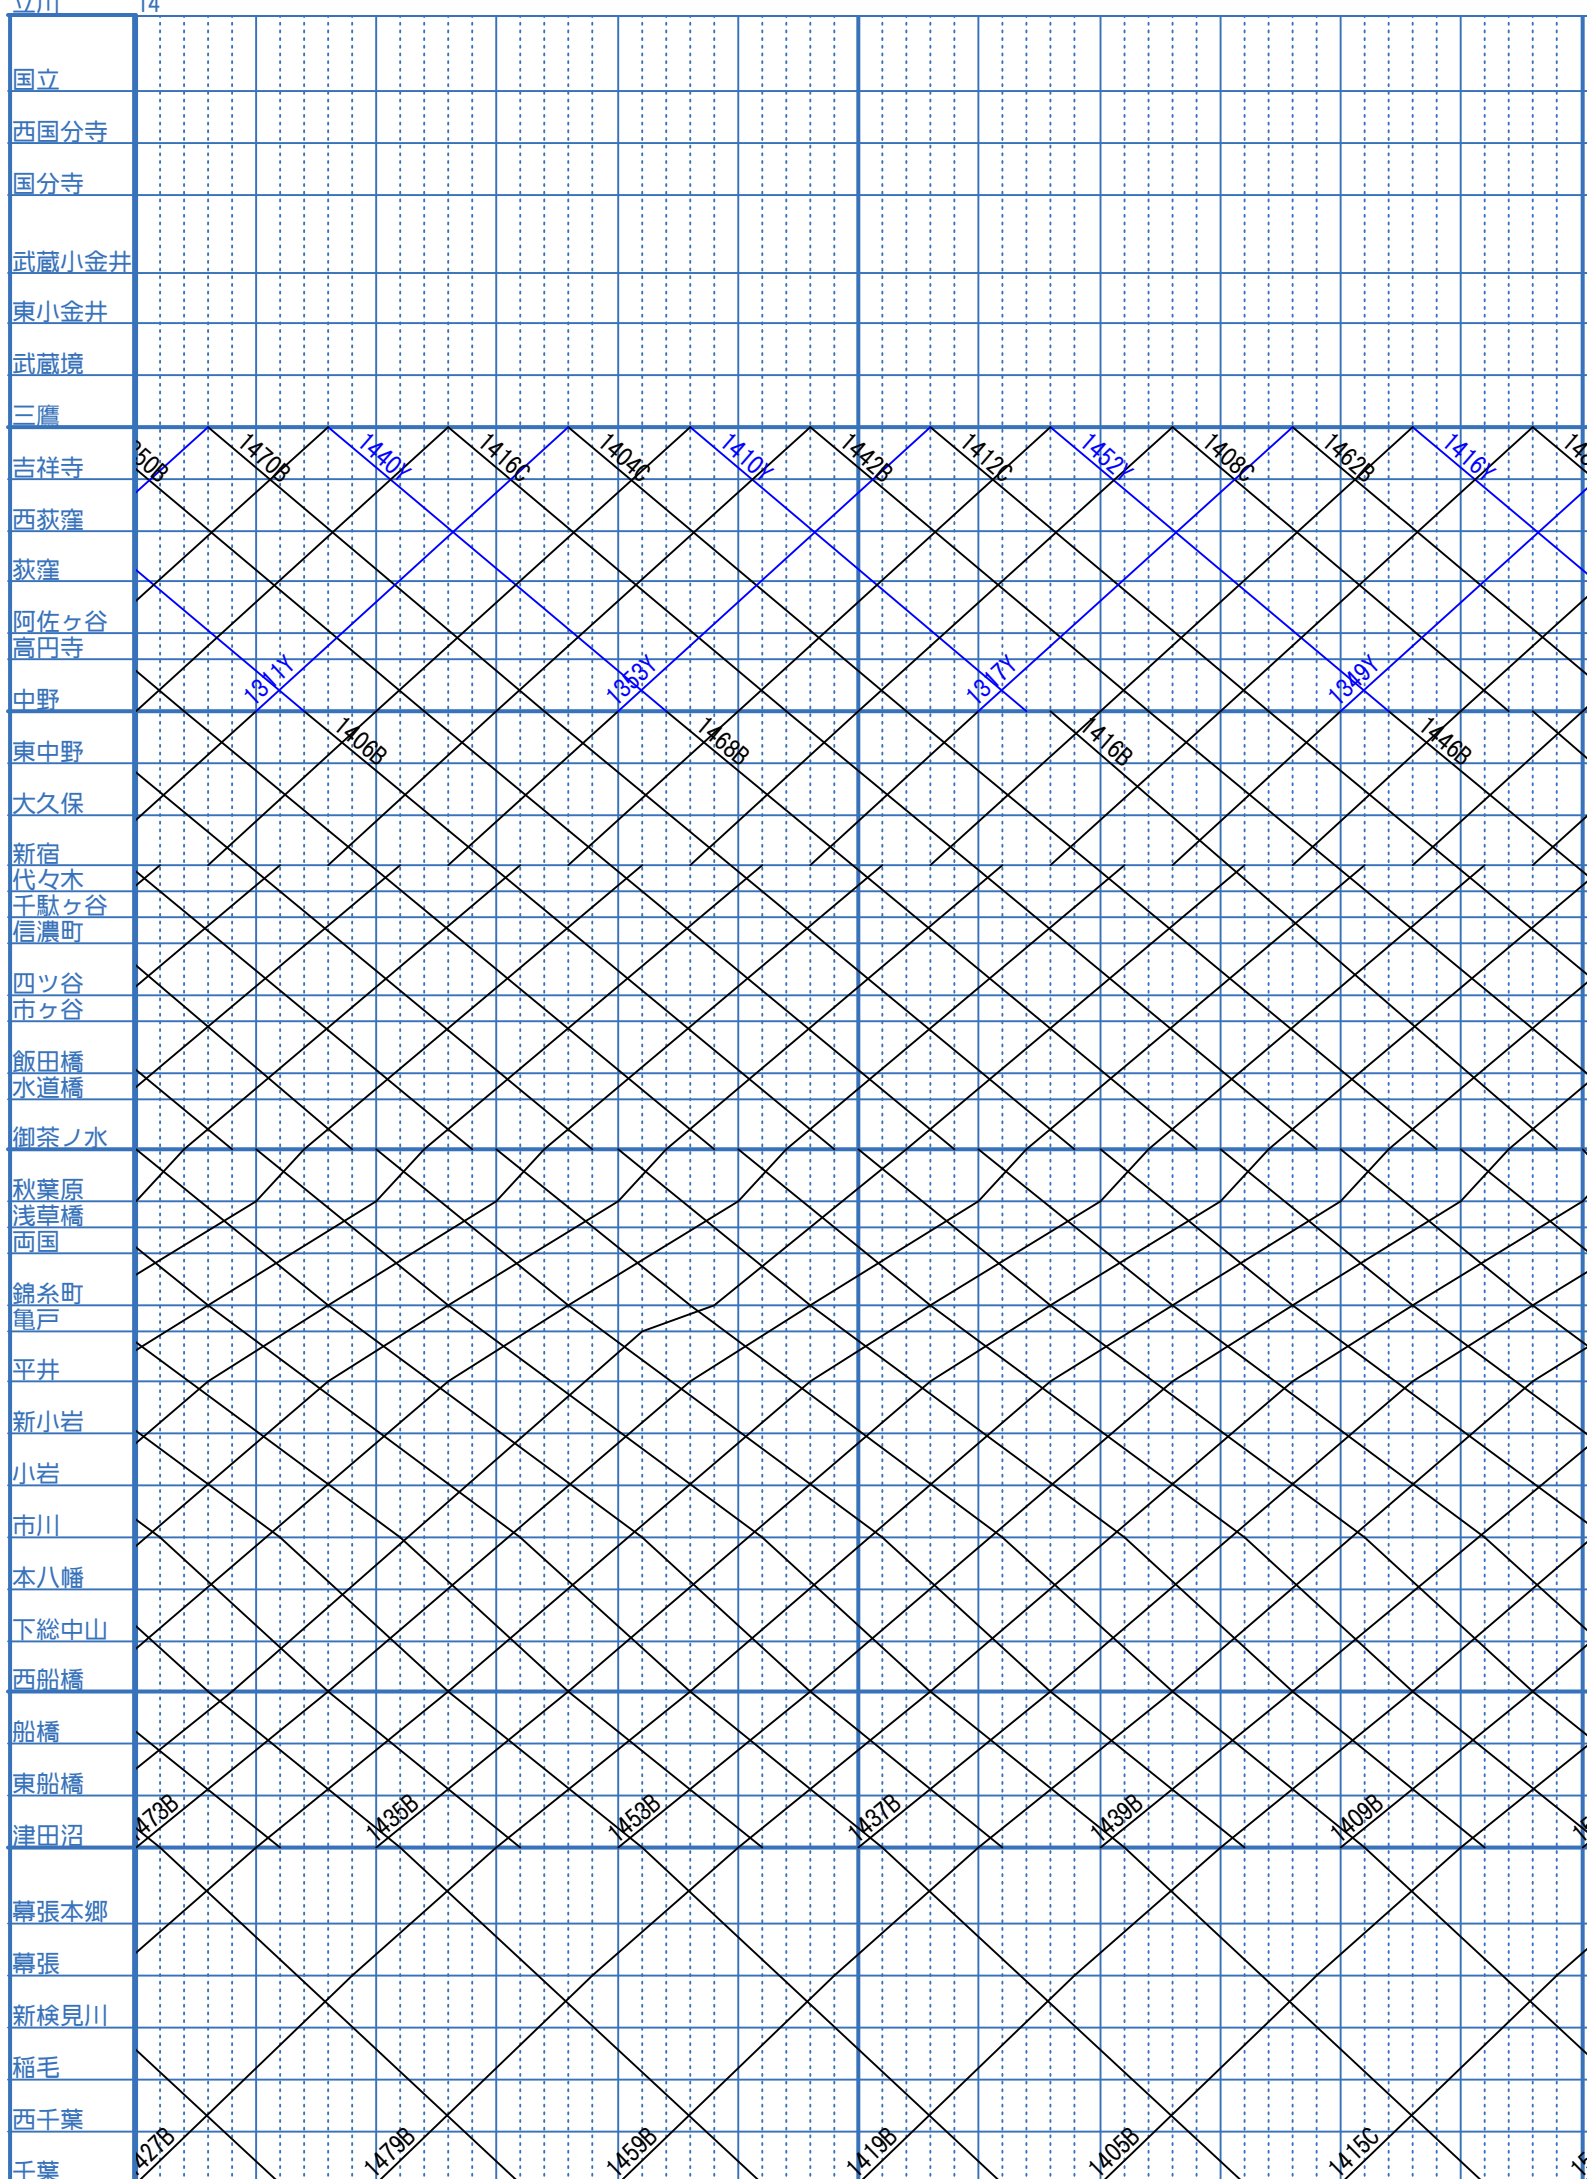 立川 14
国立
西国分寺
国分寺
武蔵小金井
東小金井
武蔵境
三鷹
吉祥寺 350B 1470B 1440Y 1416C 1404C 1410Y 1442B 1412C 1452Y 1408C 1462B 1416Y
西荻窪
荻窪
阿佐ヶ谷
高円寺
中野 1311Y 1353Y 1317Y 1349Y
東中野 1406B 1468B 1416B 1446B
大久保
新宿
代々木
千駄ヶ谷
信濃町
四ツ谷
市ヶ谷
飯田橋
水道橋
御茶ノ水
秋葉原
浅草橋
両国
錦糸町
亀戸
平井
新小岩
小岩
市川
本八幡
下総中山
西船橋
船橋
東船橋
津田沼 1473B 1435B 1453B 1437B 1439B 1409B
幕張本郷
幕張
新検見川
稲毛
西千葉
千葉 427B 1479B 1459B 1419B 1405B 1415C